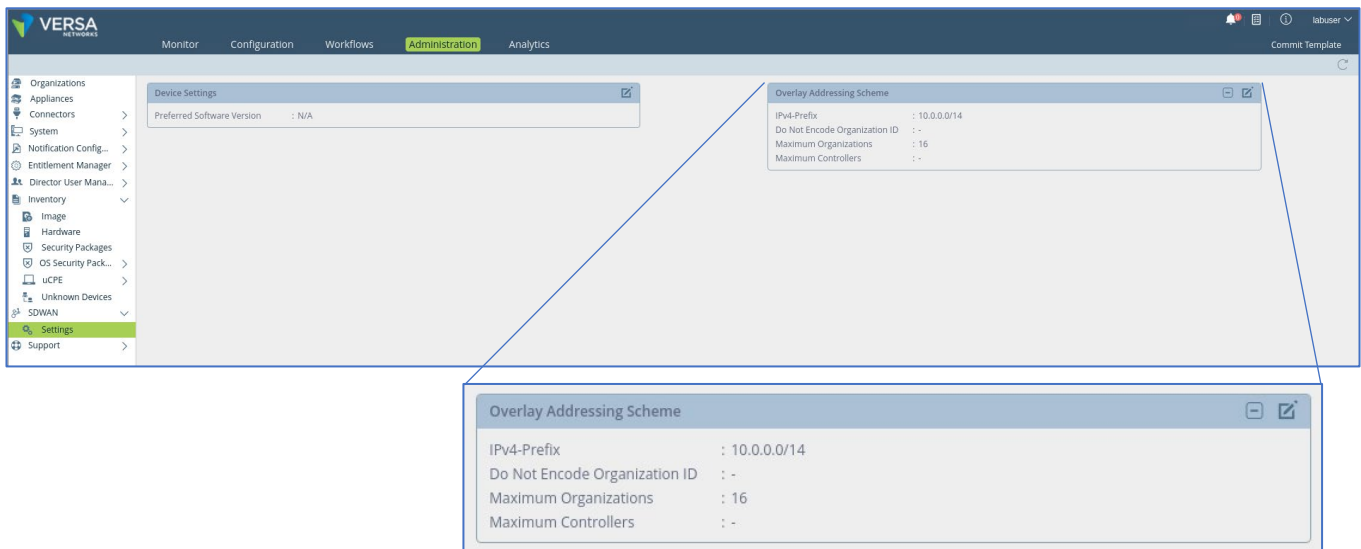 VERSA
NETWORKS
labuser
Monitor Configuration Workflows Administration Analytics Commit Template
Organizations
Appliances
Connectors
System
Notification Config...
Entitlement Manager
Director User Mana...
Inventory
Image
Hardware
Security Packages
OS Security Pack...
uCPE
Unknown Devices
SDWAN
Settings
Support
Device Settings
Preferred Software Version : N/A
Overlay Addressing Scheme
IPv4-Prefix : 10.0.0.0/14
Do Not Encode Organization ID : -
Maximum Organizations : 16
Maximum Controllers : -
Overlay Addressing Scheme
IPv4-Prefix : 10.0.0.0/14
Do Not Encode Organization ID : -
Maximum Organizations : 16
Maximum Controllers : -